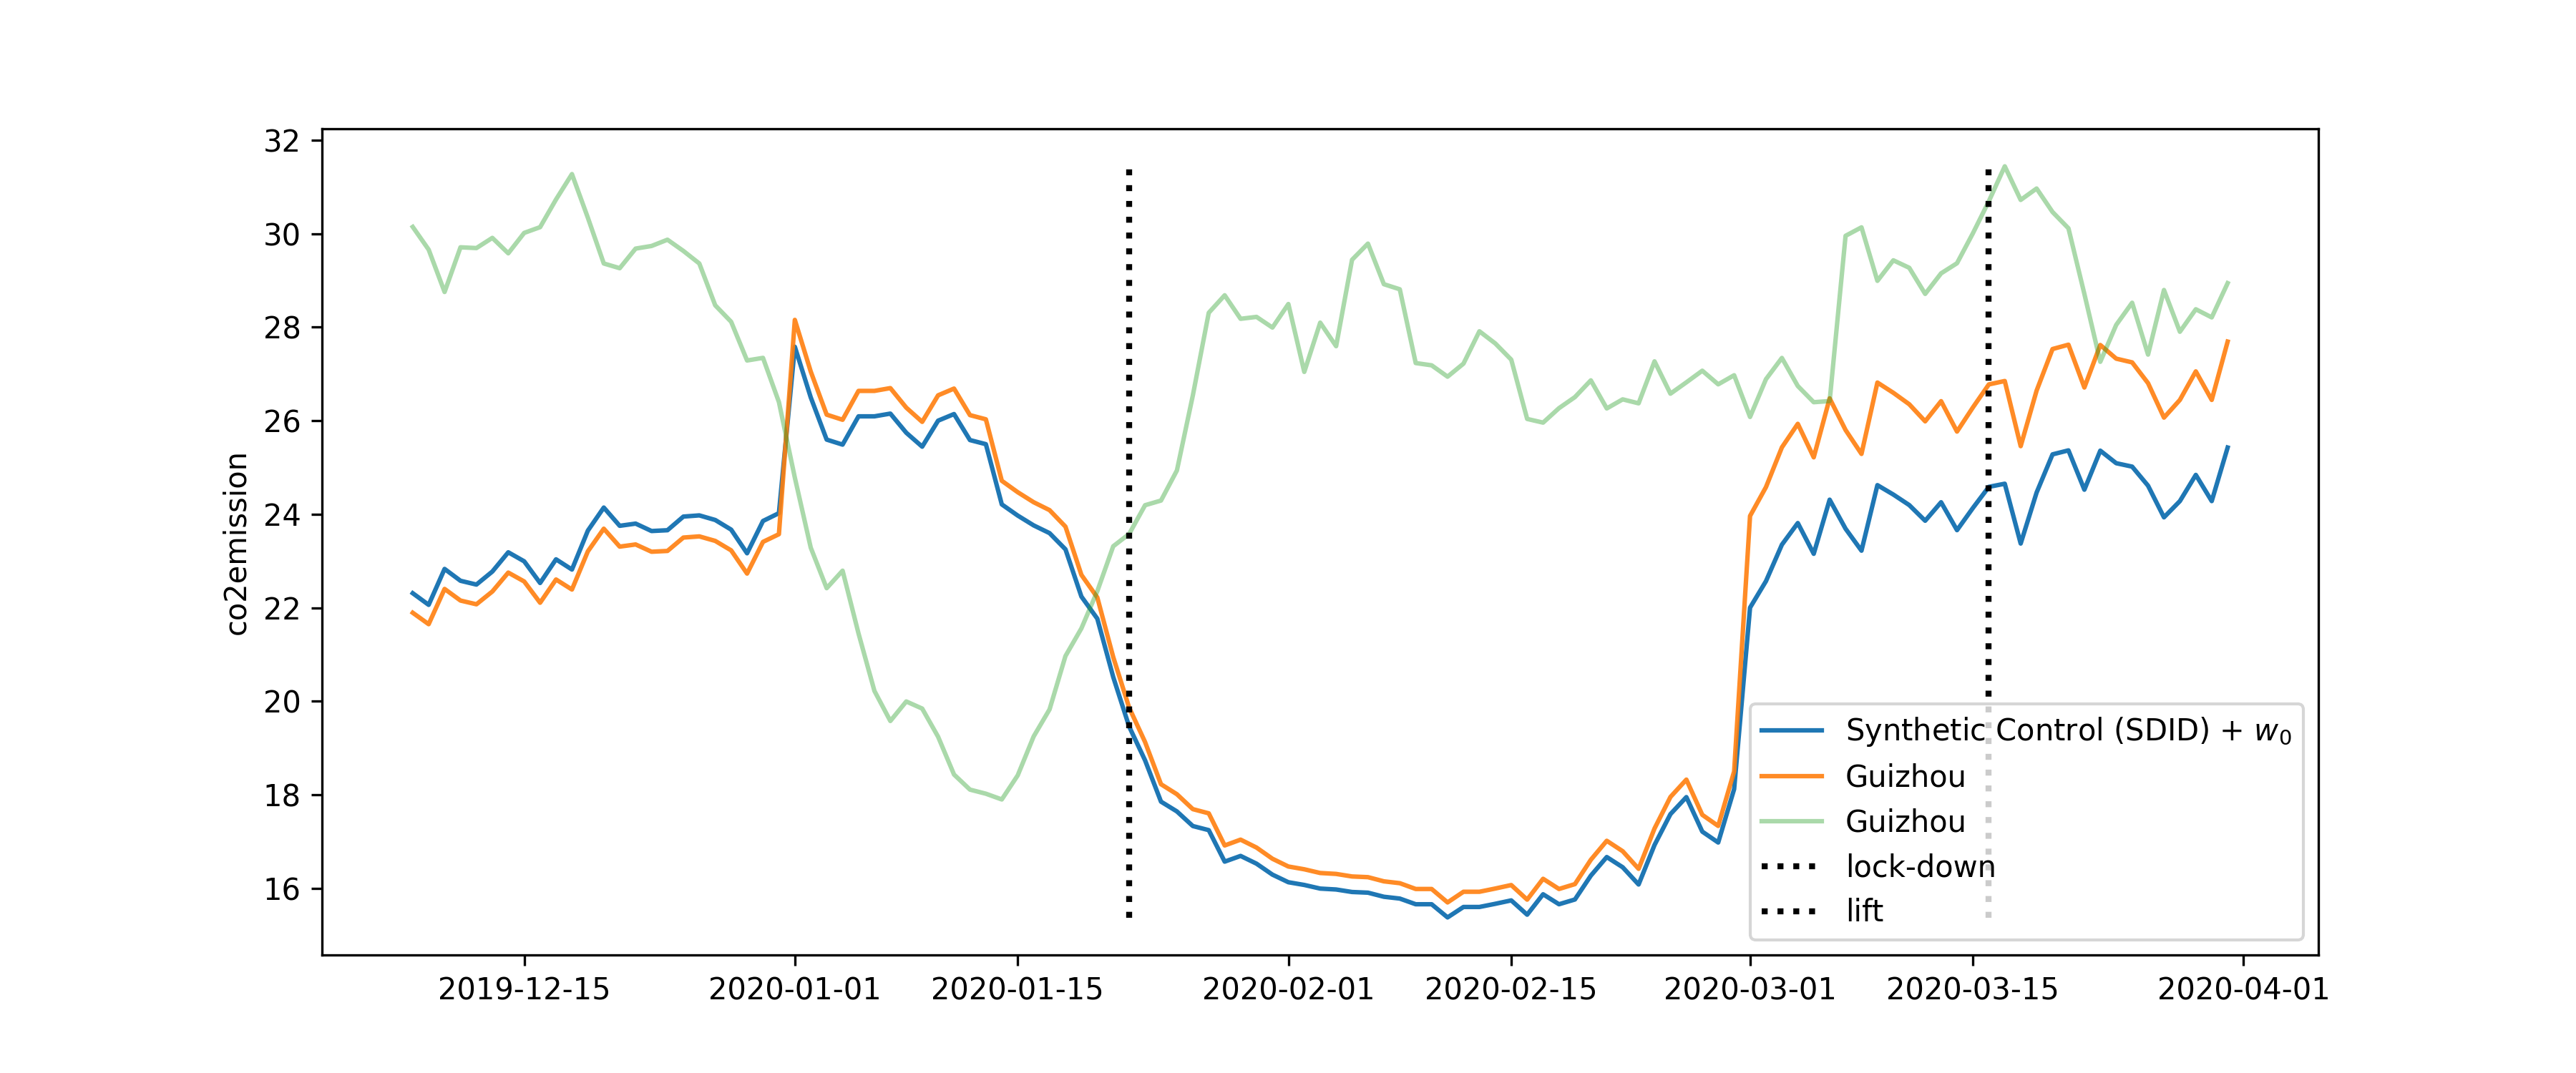 32
30
28
26
24
22
20
18
16
co2emission
2019-12-15
2020-01-01
2020-01-15
2020-02-01
2020-02-15
2020-03-01
2020-03-15
2020-04-01
Synthetic Control (SDID) + w₀
Guizhou
Guizhou
lock-down
lift